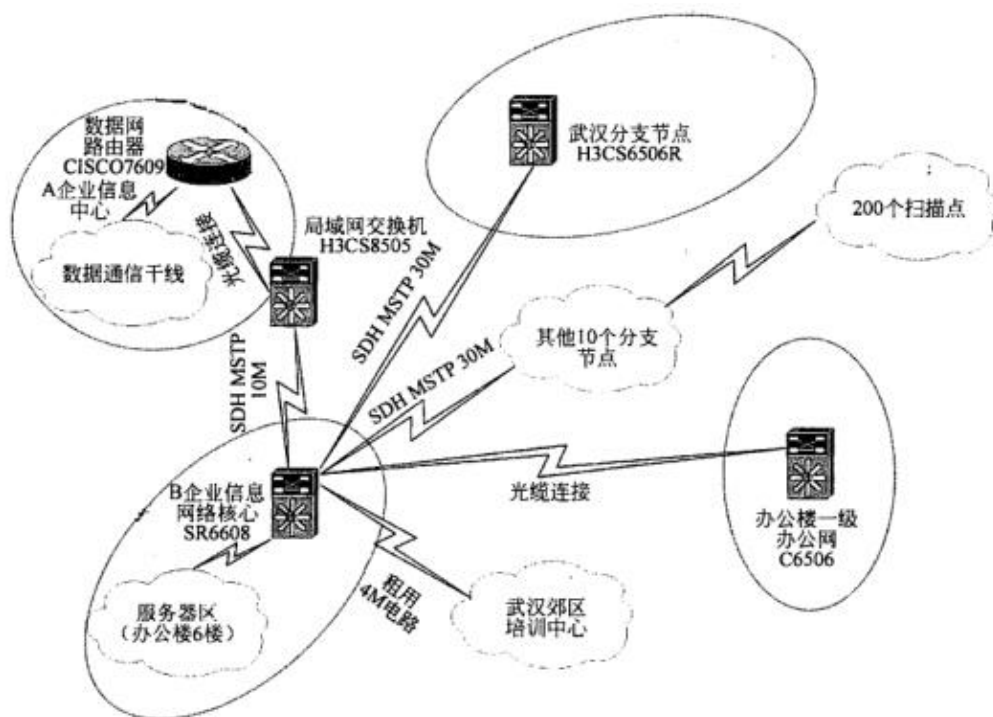 数据网
路由器
CISCO7609
A企业信息
中心
数据通信干线
光缆连接
局域网交换机
H3CS8505
SDH MSTP
10M
武汉分支节点
H3CS6506R
SDH MSTP 30M
200个扫描点
其他10个分支
节点
SDH MSTP 30M
光缆连接
办公楼一级
办公网
C6506
B企业信息
网络核心
SR6608
服务器区
（办公楼6楼）
租用
4M电路
武汉郊区
培训中心